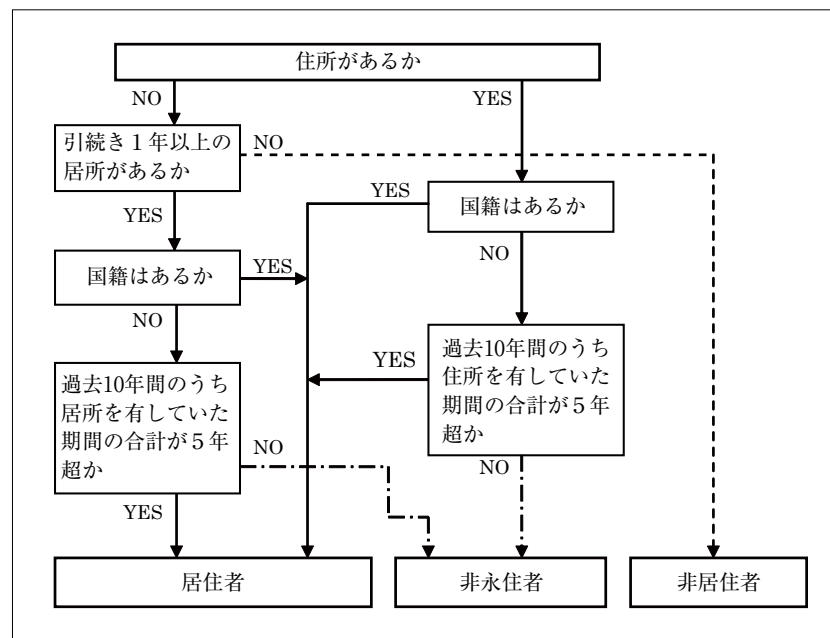 住所があるか
NO
YES
引続き１年以上の
居所があるか
NO
YES
YES
国籍はあるか
国籍はあるか
YES
NO
NO
過去10年間のうち
居所を有していた
期間の合計が５年
超か
YES
過去10年間のうち
住所を有していた
期間の合計が５年
超か
NO
NO
YES
居住者
非永住者
非居住者